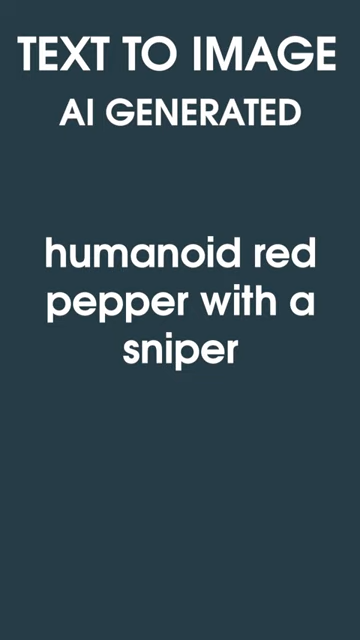 TEXT TO IMAGE
AI GENERATED
humanoid red
pepper with a
sniper